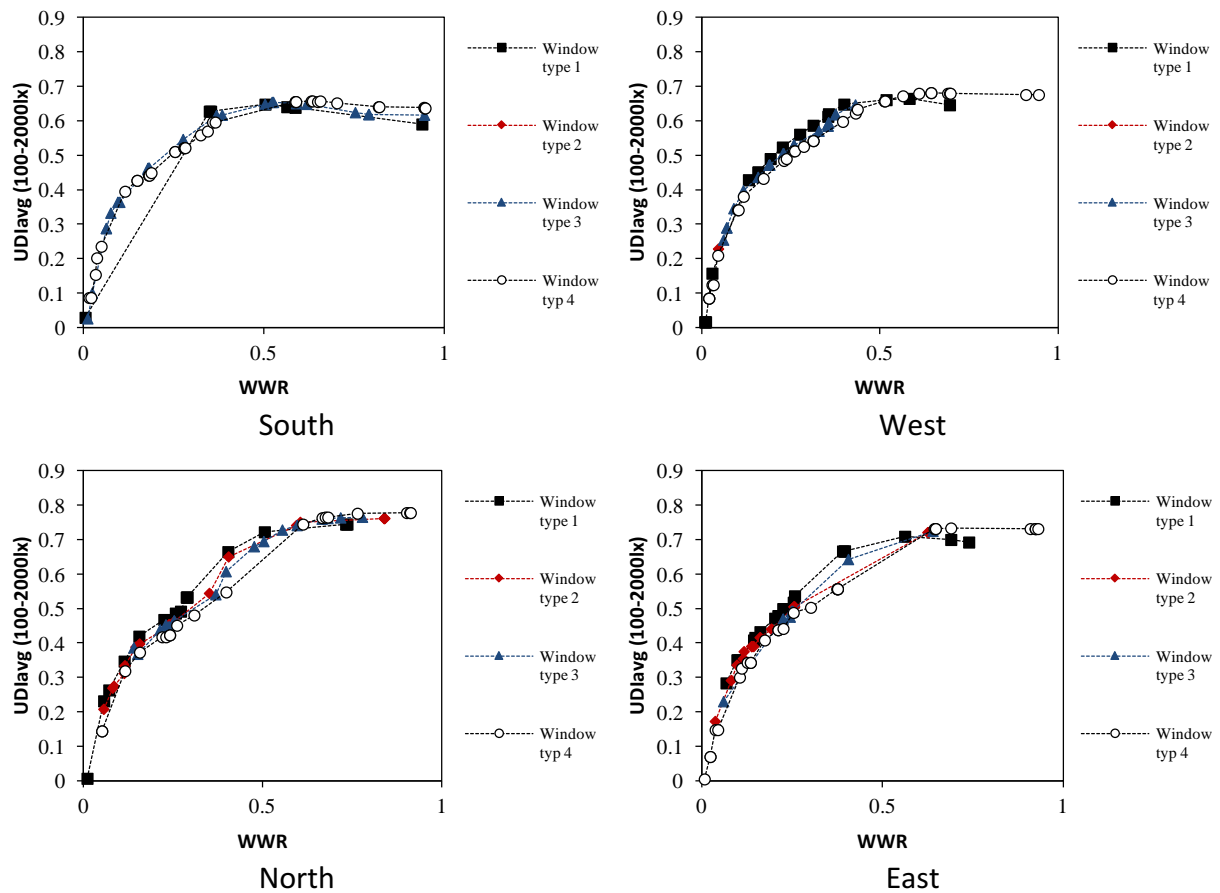 0.9
0.8
0.7
0.6
0.5
0.4
0.3
0.2
0.1
0
UDIavg (100-2000lx)
0
0.5
1
WWR
Window
type 1
Window
type 2
Window
type 3
Window
typ 4
South
0.9
0.8
0.7
0.6
0.5
0.4
0.3
0.2
0.1
0
UDIavg (100-2000lx)
0
0.5
1
WWR
Window
type 1
Window
type 2
Window
type 3
Window
typ 4
West
0.9
0.8
0.7
0.6
0.5
0.4
0.3
0.2
0.1
0
UDIavg (100-2000lx)
0
0.5
1
WWR
Window
type 1
Window
type 2
Window
type 3
Window
typ 4
North
0.9
0.8
0.7
0.6
0.5
0.4
0.3
0.2
0.1
0
UDIavg (100-2000lx)
0
0.5
1
WWR
Window
type 1
Window
type 2
Window
type 3
Window
typ 4
East